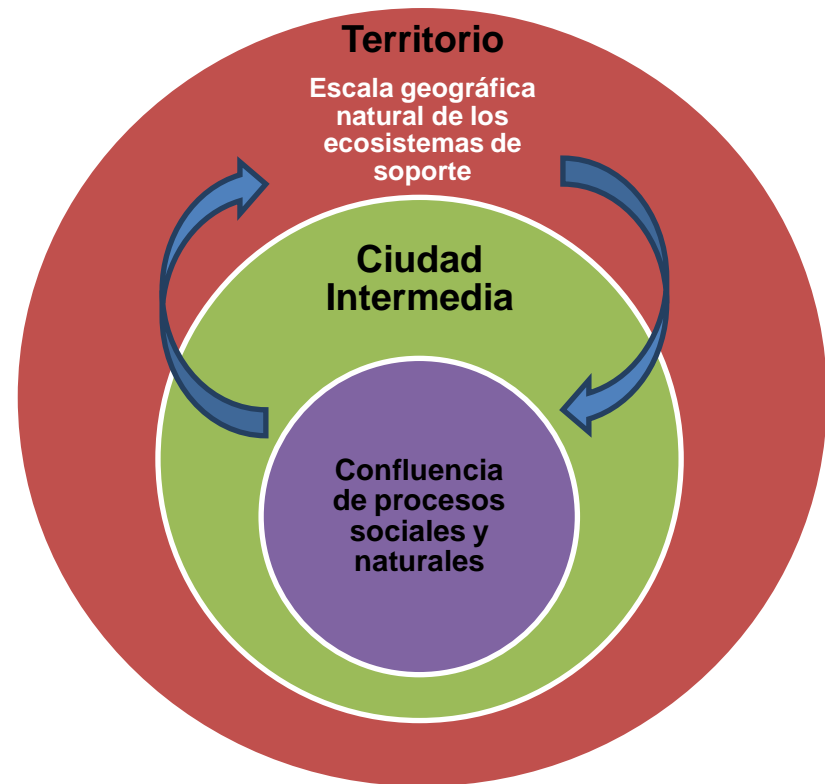 Territorio
Escala geográfica
natural de los
ecosistemas de
soporte
Ciudad
Intermedia
Confluencia
de procesos
sociales y
naturales